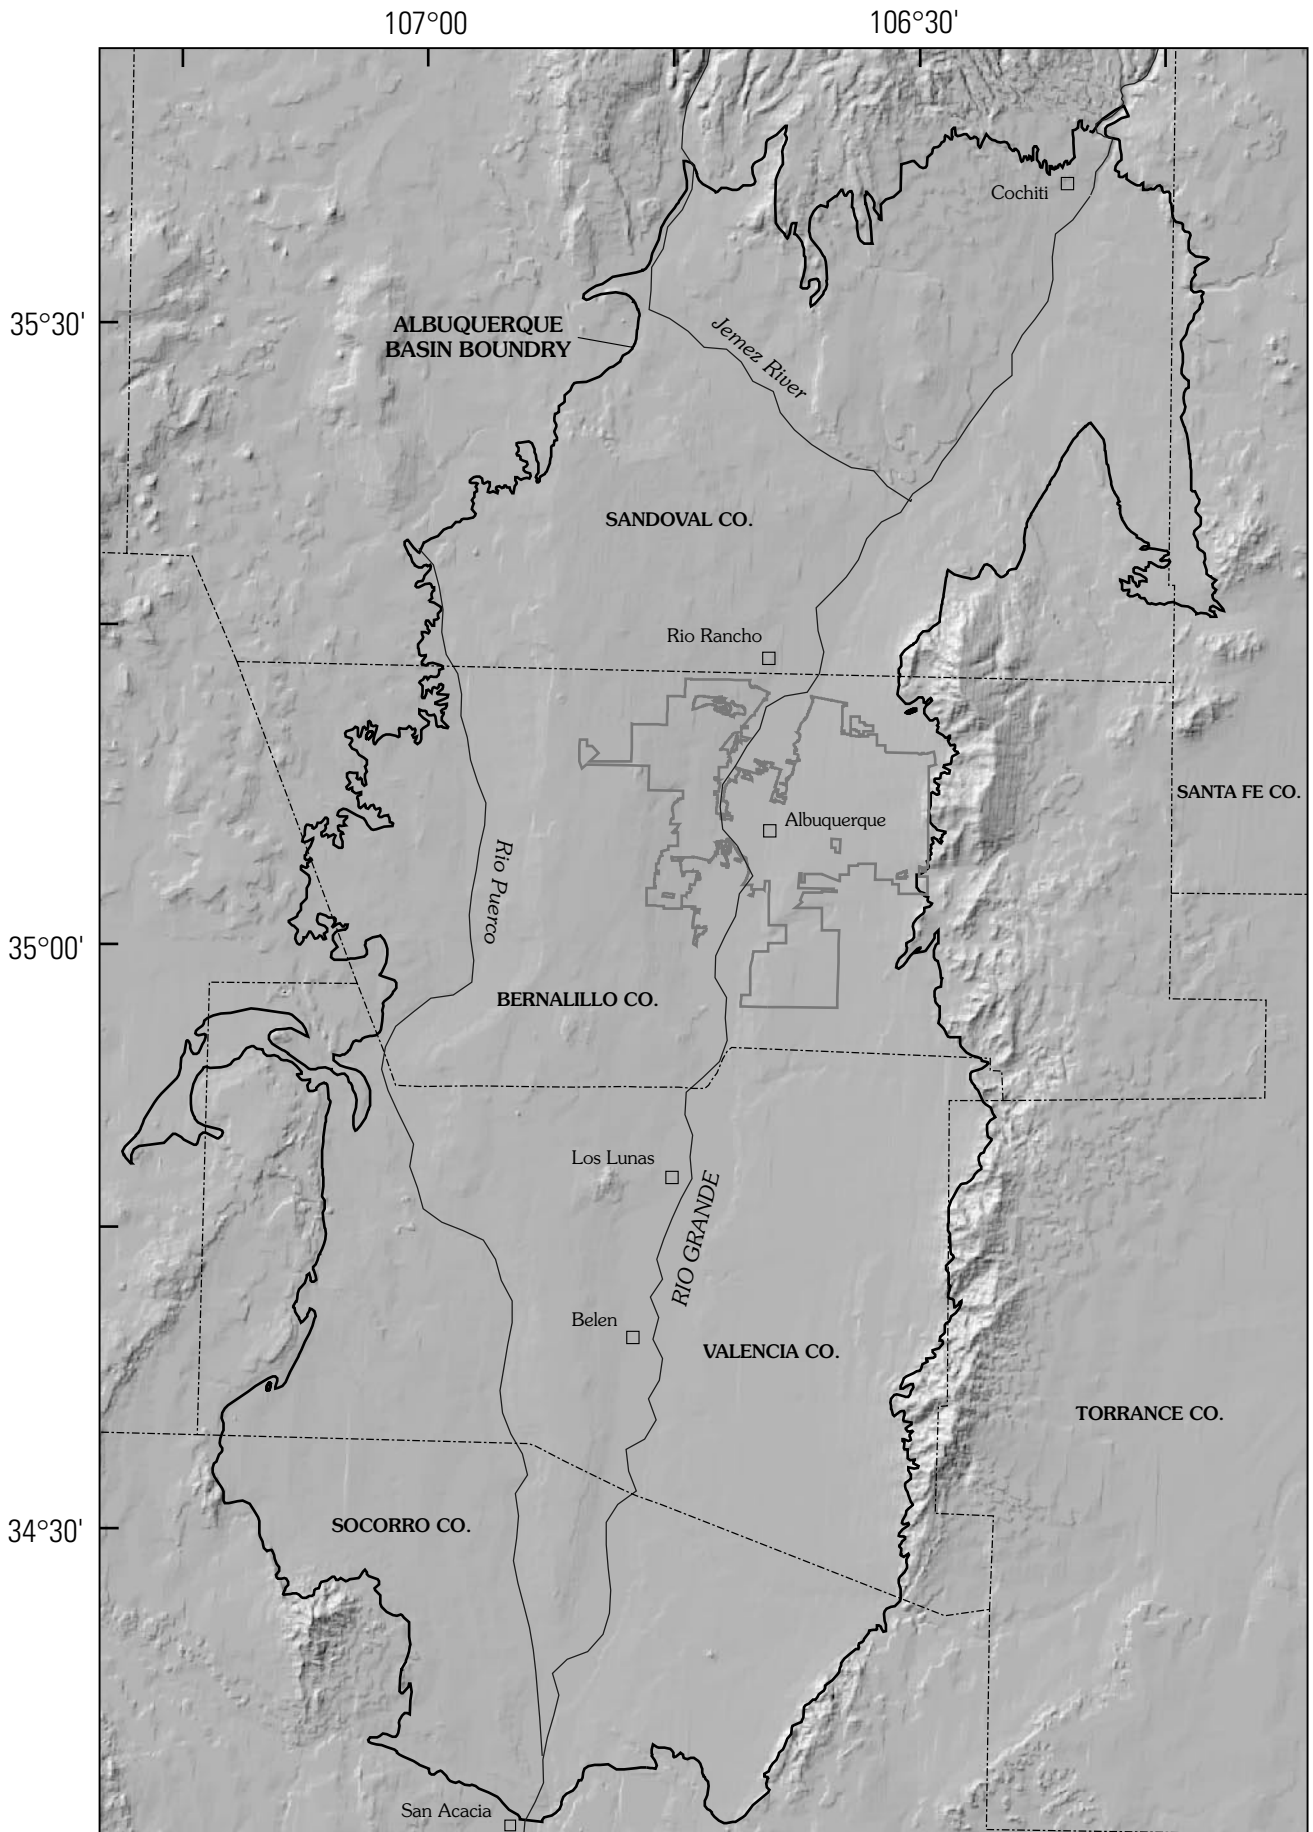 107°00
106°30'
Cochiti
35°30'
ALBUQUERQUE
BASIN BOUNDRY
Jemez River
SANDOVAL CO.
Rio Rancho
SANTA FE CO.
Albuquerque
Rio Puerco
35°00'
BERNALILLO CO.
Los Lunas
RIO GRANDE
Belen
VALENCIA CO.
TORRANCE CO.
34°30'
SOCORRO CO.
San Acacia